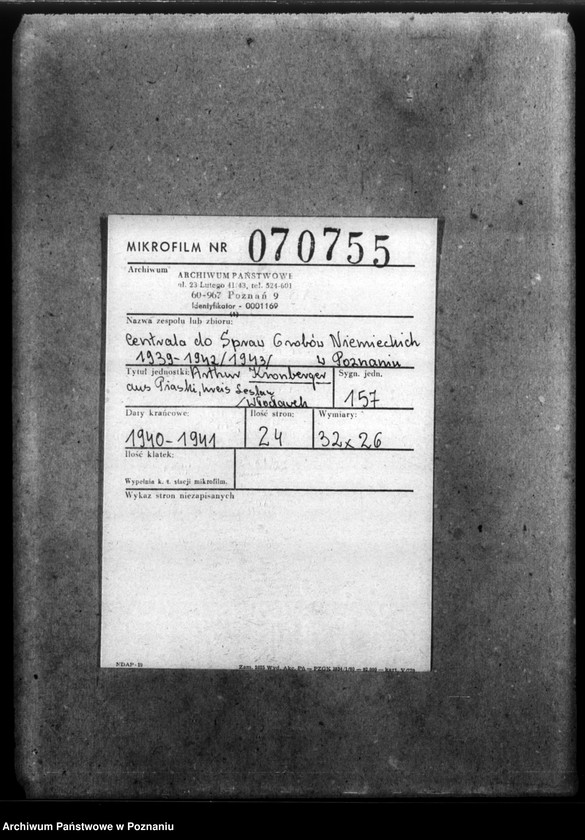 MIKROFILM NR 070755
Archiwum
ARCHIWUM PAŃSTWOWE
ul. 23 Lutego 41/43, tel. 524-601
60-967 Poznań 9
Identyfikator - 0001169
Nazwa zespołu lub zbioru:
Centrala do Spraw Grobów Niemieckich
1939-1942/1943/ w Poznaniu
Tytuł jednostki: Arthur Kronberger
aus Piaski, kreis
/Włocławek
Sygn. jedn.
157
Daty krańcowe:
1940-1941
Ilość stron:
24
Wymiary:
32x26
Ilość klatek:
Wypełnia k. t. stacji mikrofilm.
Wykaz stron niezapisanych
NDAP-18
Archiwum Państwowe w Poznaniu